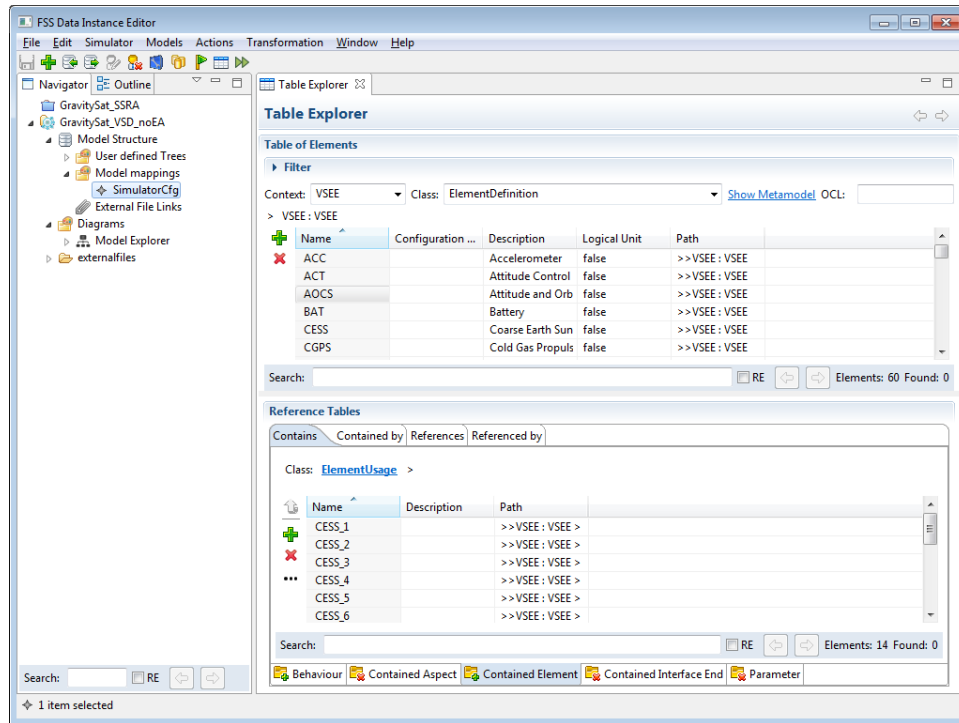 FSS Data Instance Editor
File Edit Simulator Models Actions Transformation Window Help
Navigator Outline
GravitySat_SSRA
GravitySat_VSD_noEA
Model Structure
User defined Trees
Model mappings
SimulatorCfg
External File Links
Diagrams
Model Explorer
externalfiles
Search: RE
1 item selected
Table Explorer
Table Explorer
Table of Elements
Filter
Context: VSEE Class: ElementDefinition Show Metamodel OCL:
> VSEE : VSEE
Name Configuration ... Description Logical Unit Path
ACC Accelerometer false >>VSEE : VSEE
ACT Attitude Control false >>VSEE : VSEE
AOCS Attitude and Orb false >>VSEE : VSEE
BAT Battery false >>VSEE : VSEE
CESS Coarse Earth Sun false >>VSEE : VSEE
CGPS Cold Gas Propuls false >>VSEE : VSEE
Search: RE Elements: 60 Found: 0
Reference Tables
Contains Contained by References Referenced by
Class: ElementUsage >
Name Description Path
CESS_1 >>VSEE : VSEE >
CESS_2 >>VSEE : VSEE >
CESS_3 >>VSEE : VSEE >
CESS_4 >>VSEE : VSEE >
CESS_5 >>VSEE : VSEE >
CESS_6 >>VSEE : VSEE >
Search: RE Elements: 14 Found: 0
Behaviour Contained Aspect Contained Element Contained Interface End Parameter